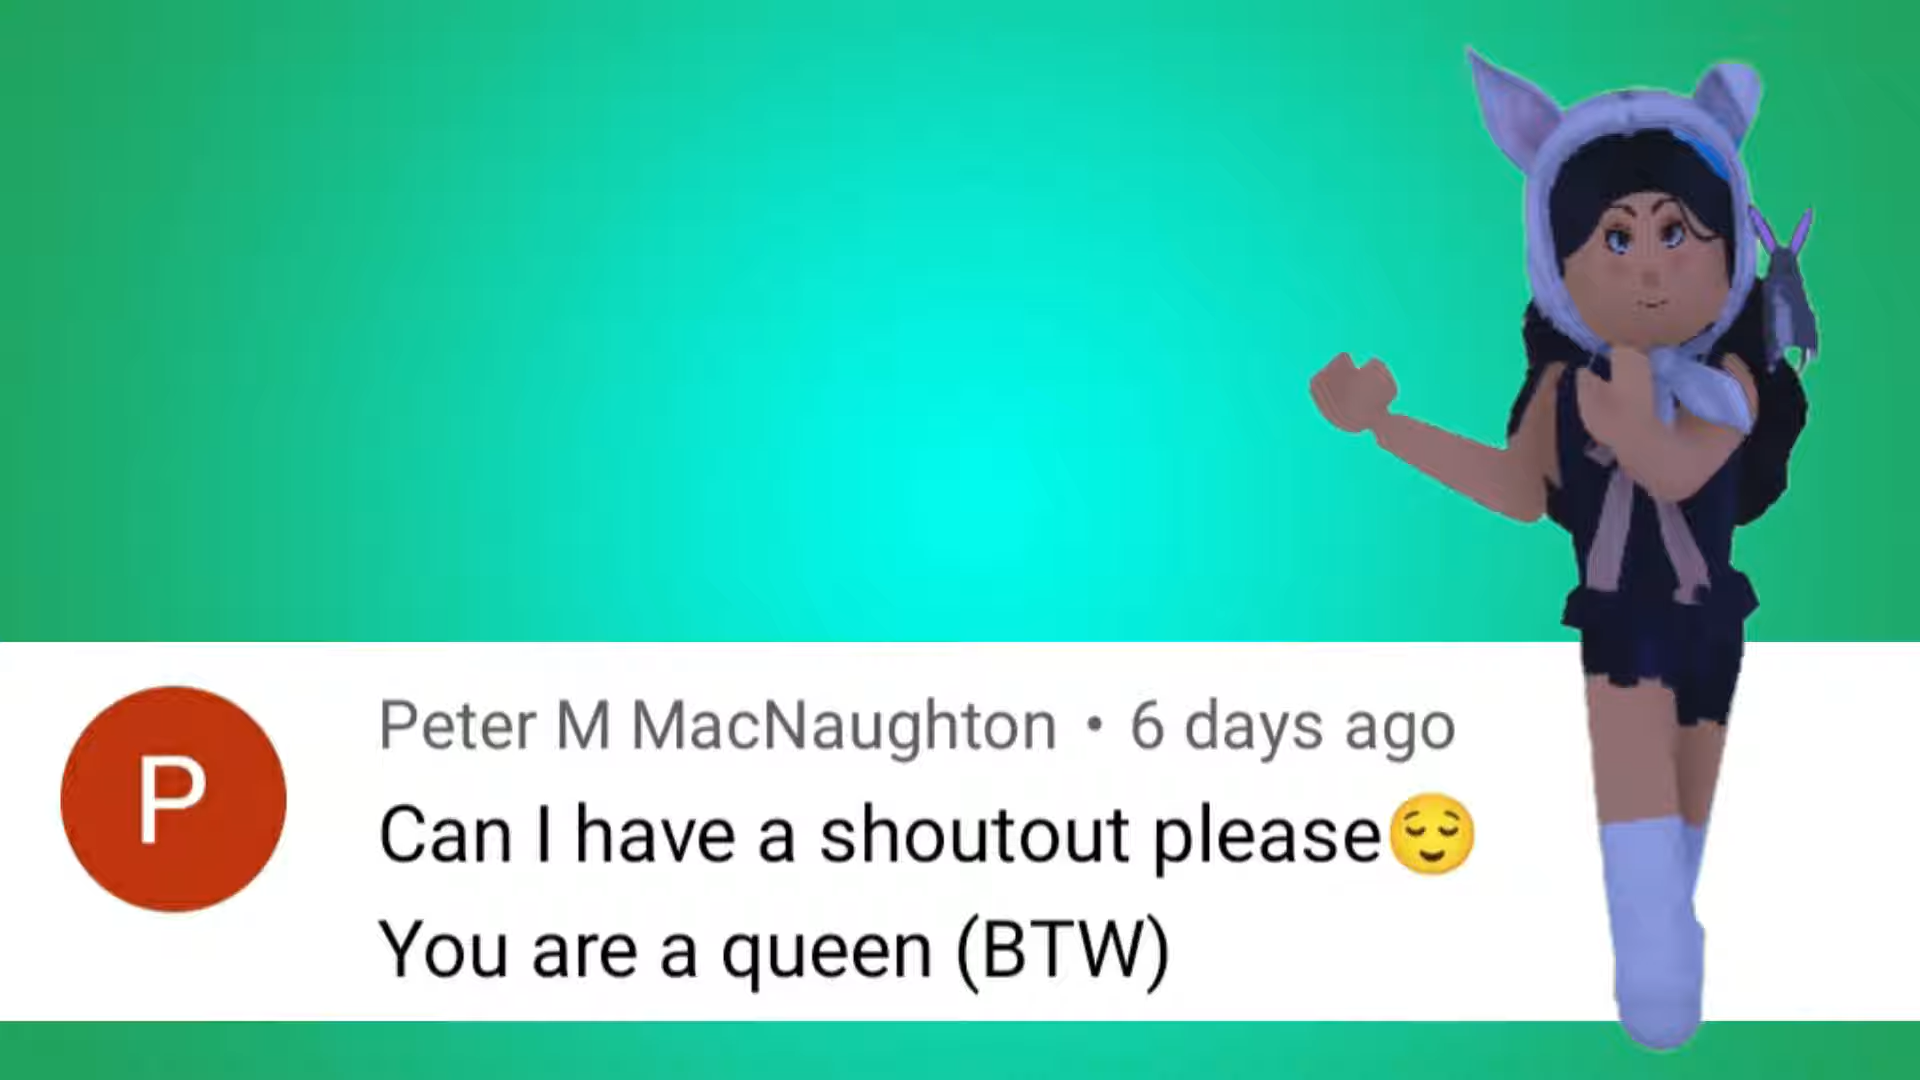 P
Peter M MacNaughton • 6 days ago
Can I have a shoutout please😌
You are a queen (BTW)